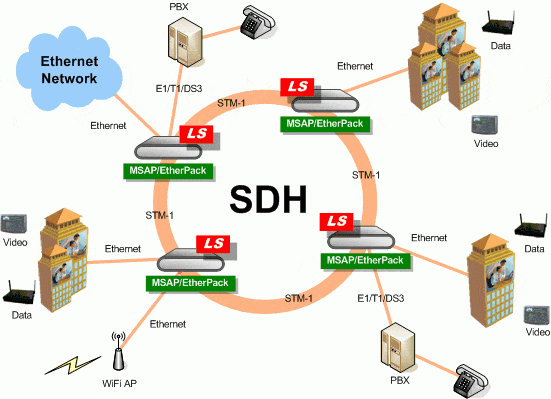 PBX
Ethernet
Network
E1/T1/DS3
Ethernet
LS
MSAP/EtherPack
STM-1
LS
MSAP/EtherPack
Ethernet
Data
Video
STM-1
SDH
STM-1
LS
MSAP/EtherPack
Ethernet
Video
Data
Ethernet
WiFi AP
LS
MSAP/EtherPack
Ethernet
Data
Video
STM-1
E1/T1/DS3
PBX